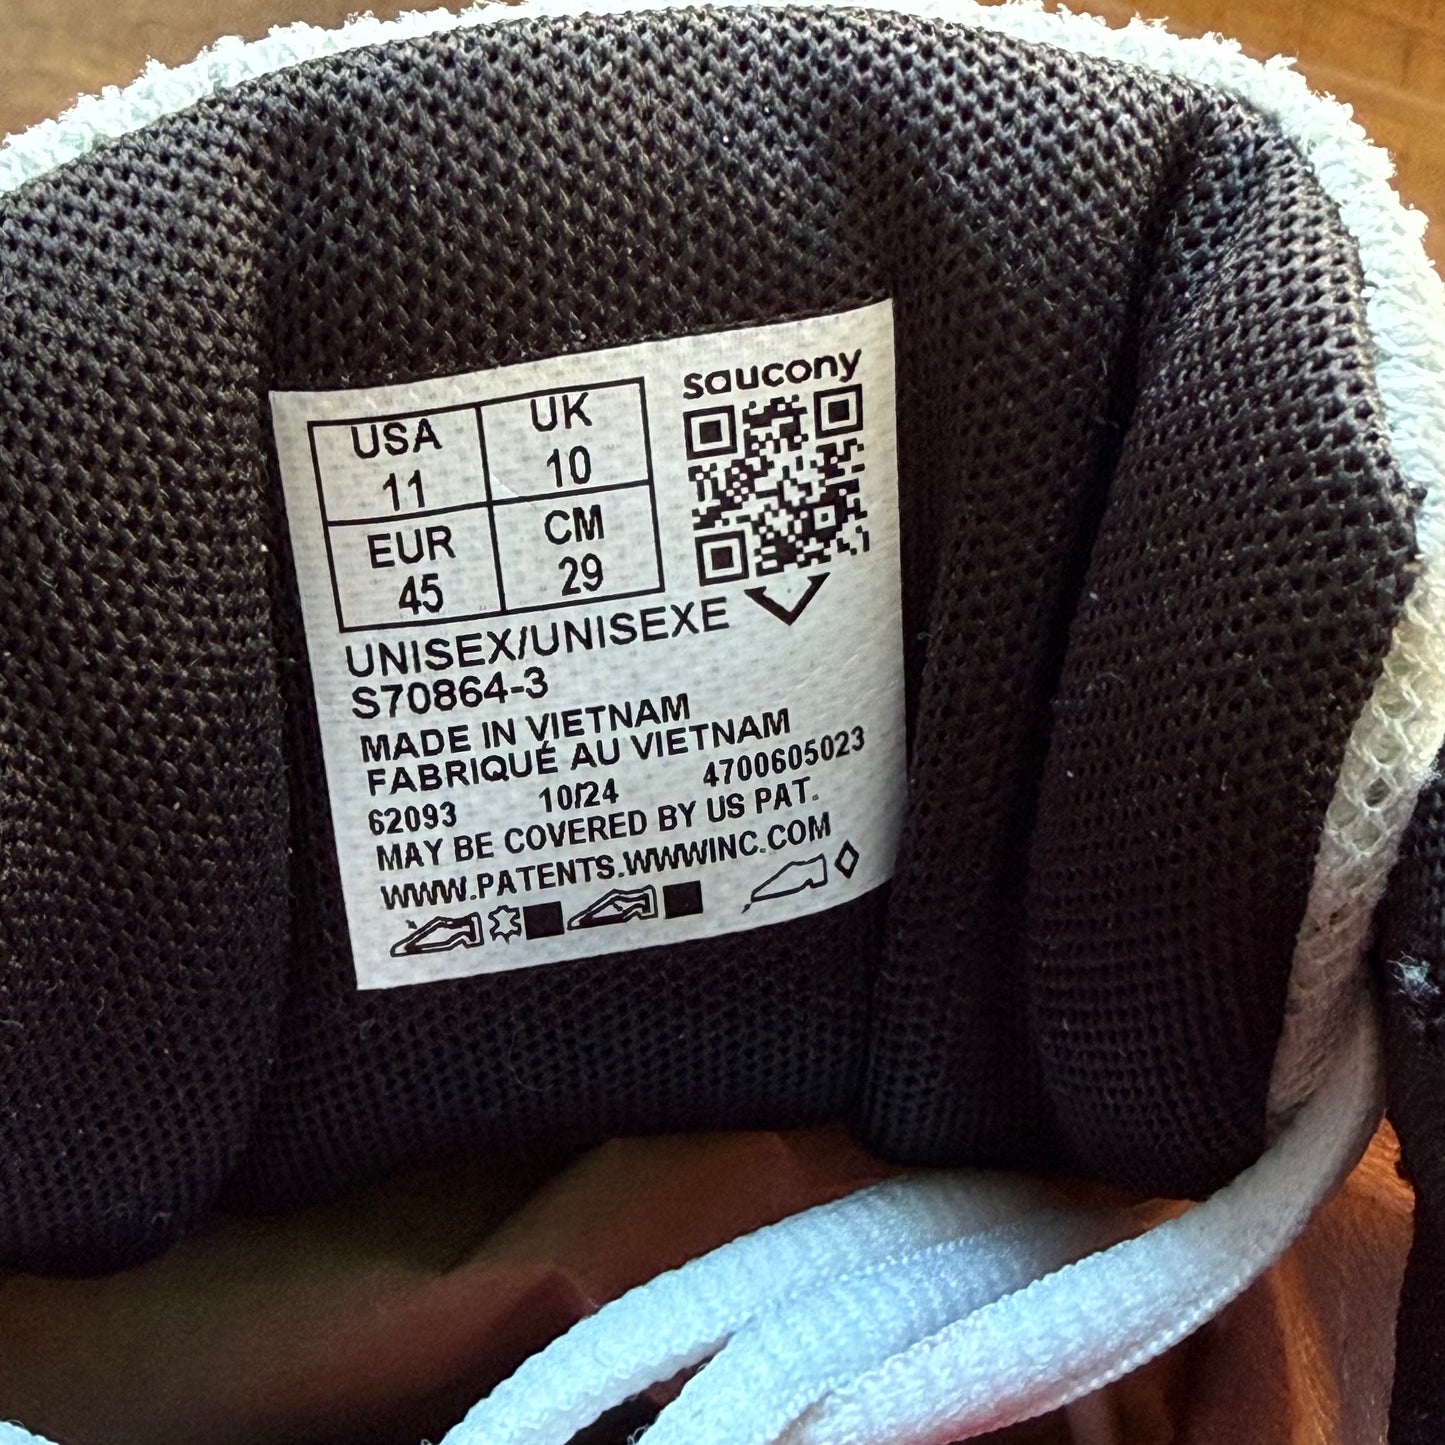 saucony
USA UK
11 10
EUR CM
45 29
UNISEX/UNISEXE
S70864-3
MADE IN VIETNAM
FABRIQUÉ AU VIETNAM
62093 10/24 4700605023
MAY BE COVERED BY US PAT.
WWW.PATENTS.WWWINC.COM